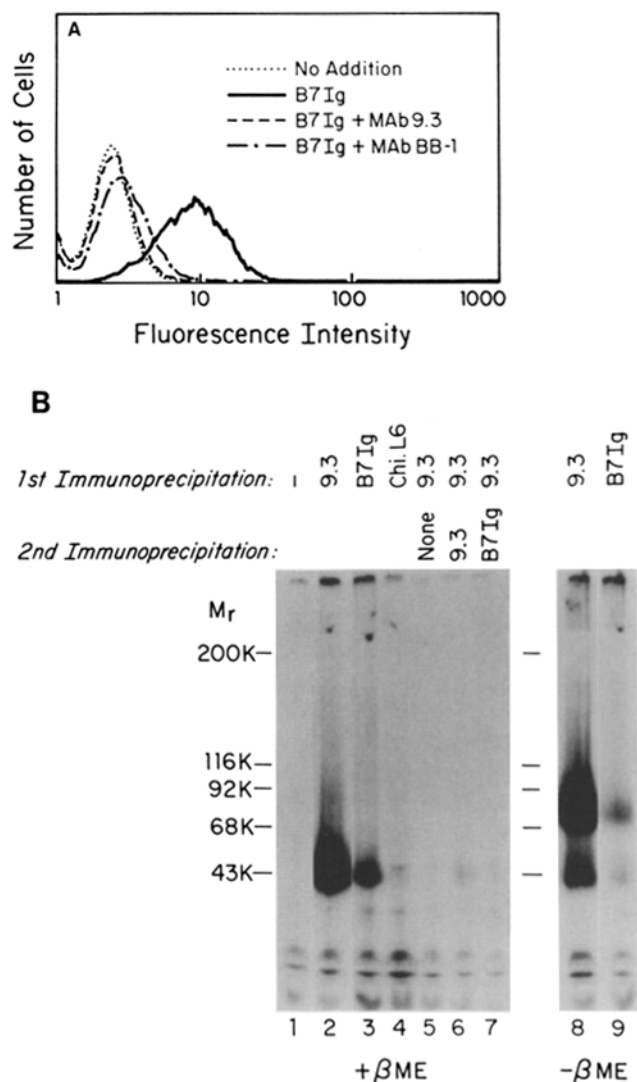 A
No Addition
B7Ig
B7Ig + MAb 9.3
B7Ig + MAb BB-1
Number of Cells
1 10 100 1000
Fluorescence Intensity
B
1st Immunoprecipitation: – 9.3 B7Ig Chi.L6 9.3 9.3 9.3 9.3 B7Ig
2nd Immunoprecipitation: None 9.3 B7Ig
Mr
200K
116K
92K
68K
43K
1 2 3 4 5 6 7 8 9
+βME -βME